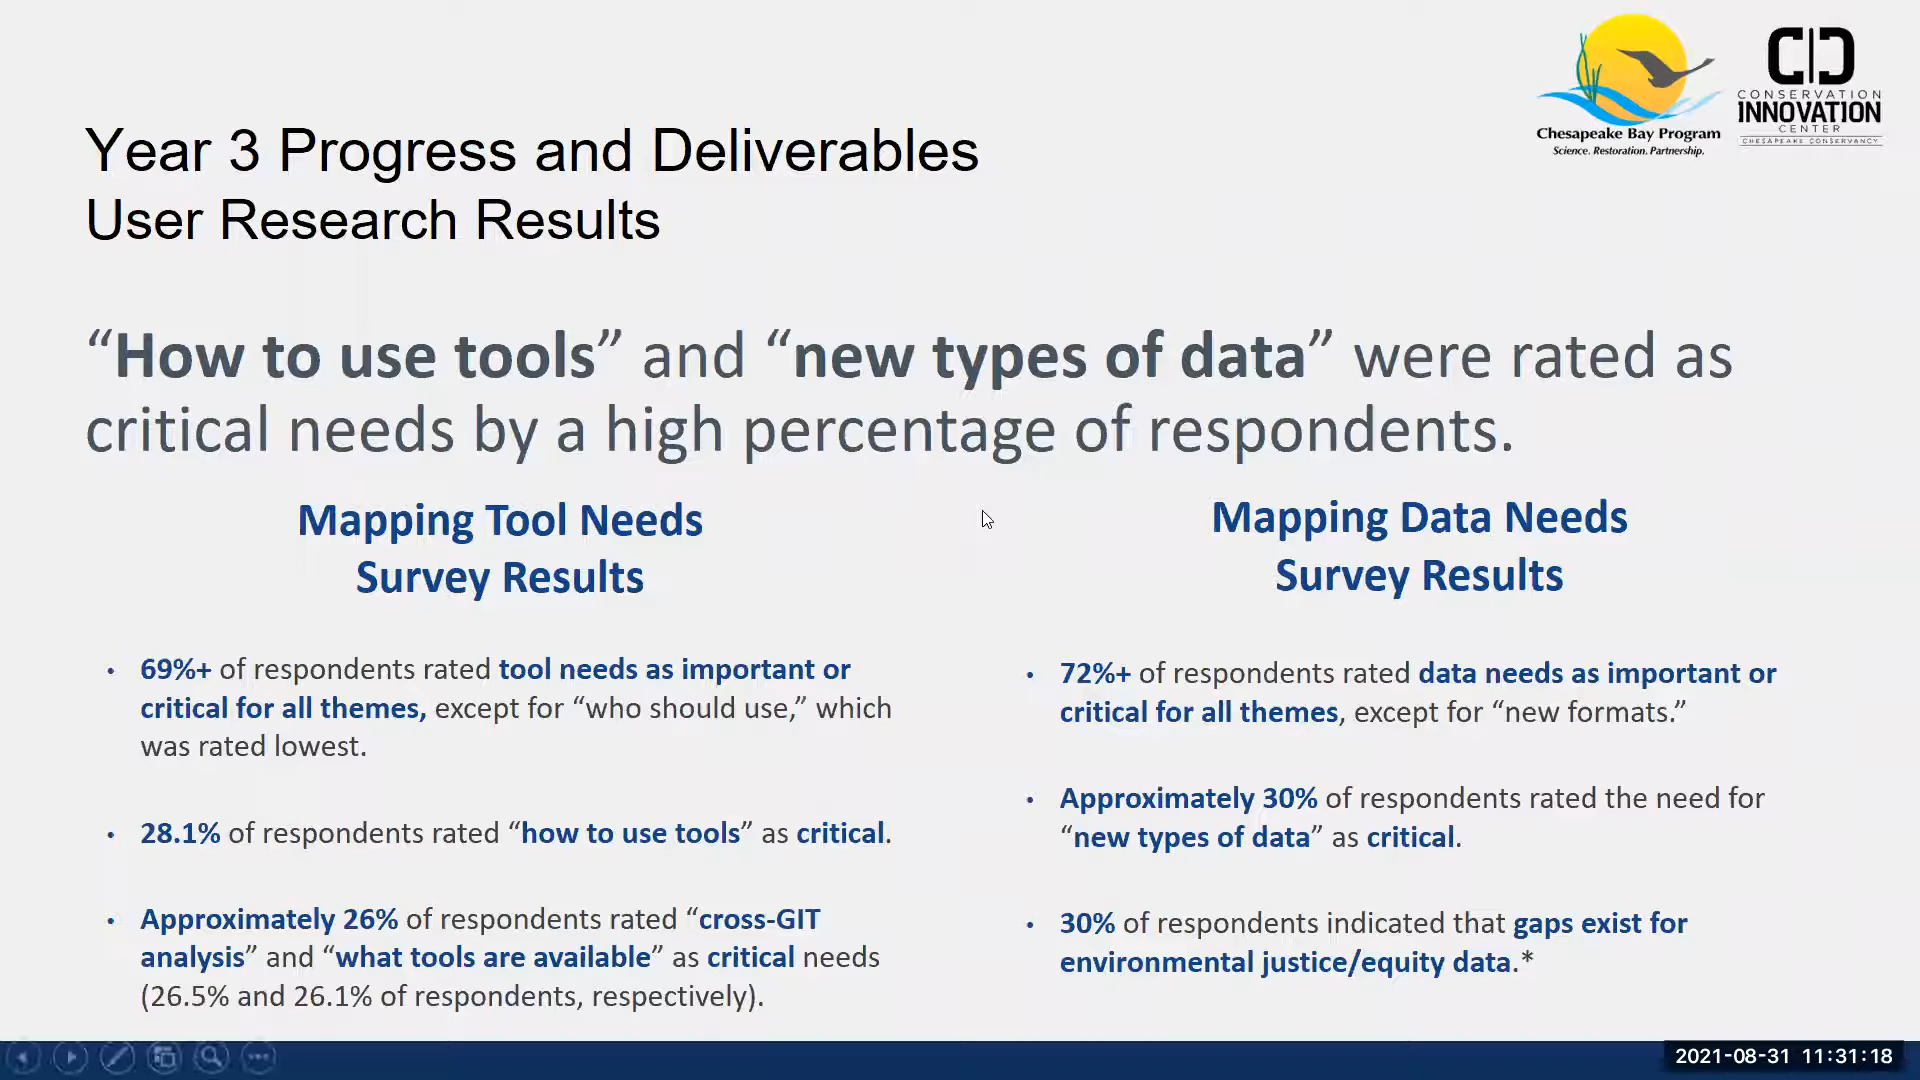 Chesapeake Bay Program
Science. Restoration. Partnership.
CONSERVATION
INNOVATION
CENTER
CHESAPEAKE CONSERVANCY
Year 3 Progress and Deliverables
User Research Results
“How to use tools” and “new types of data” were rated as
critical needs by a high percentage of respondents.
Mapping Tool Needs
Survey Results
• 69%+ of respondents rated tool needs as important or
critical for all themes, except for “who should use,” which
was rated lowest.
• 28.1% of respondents rated “how to use tools” as critical.
• Approximately 26% of respondents rated “cross-GIT
analysis” and “what tools are available” as critical needs
(26.5% and 26.1% of respondents, respectively).
Mapping Data Needs
Survey Results
• 72%+ of respondents rated data needs as important or
critical for all themes, except for “new formats.”
• Approximately 30% of respondents rated the need for
“new types of data” as critical.
• 30% of respondents indicated that gaps exist for
environmental justice/equity data.*
2021-08-31 11:31:18